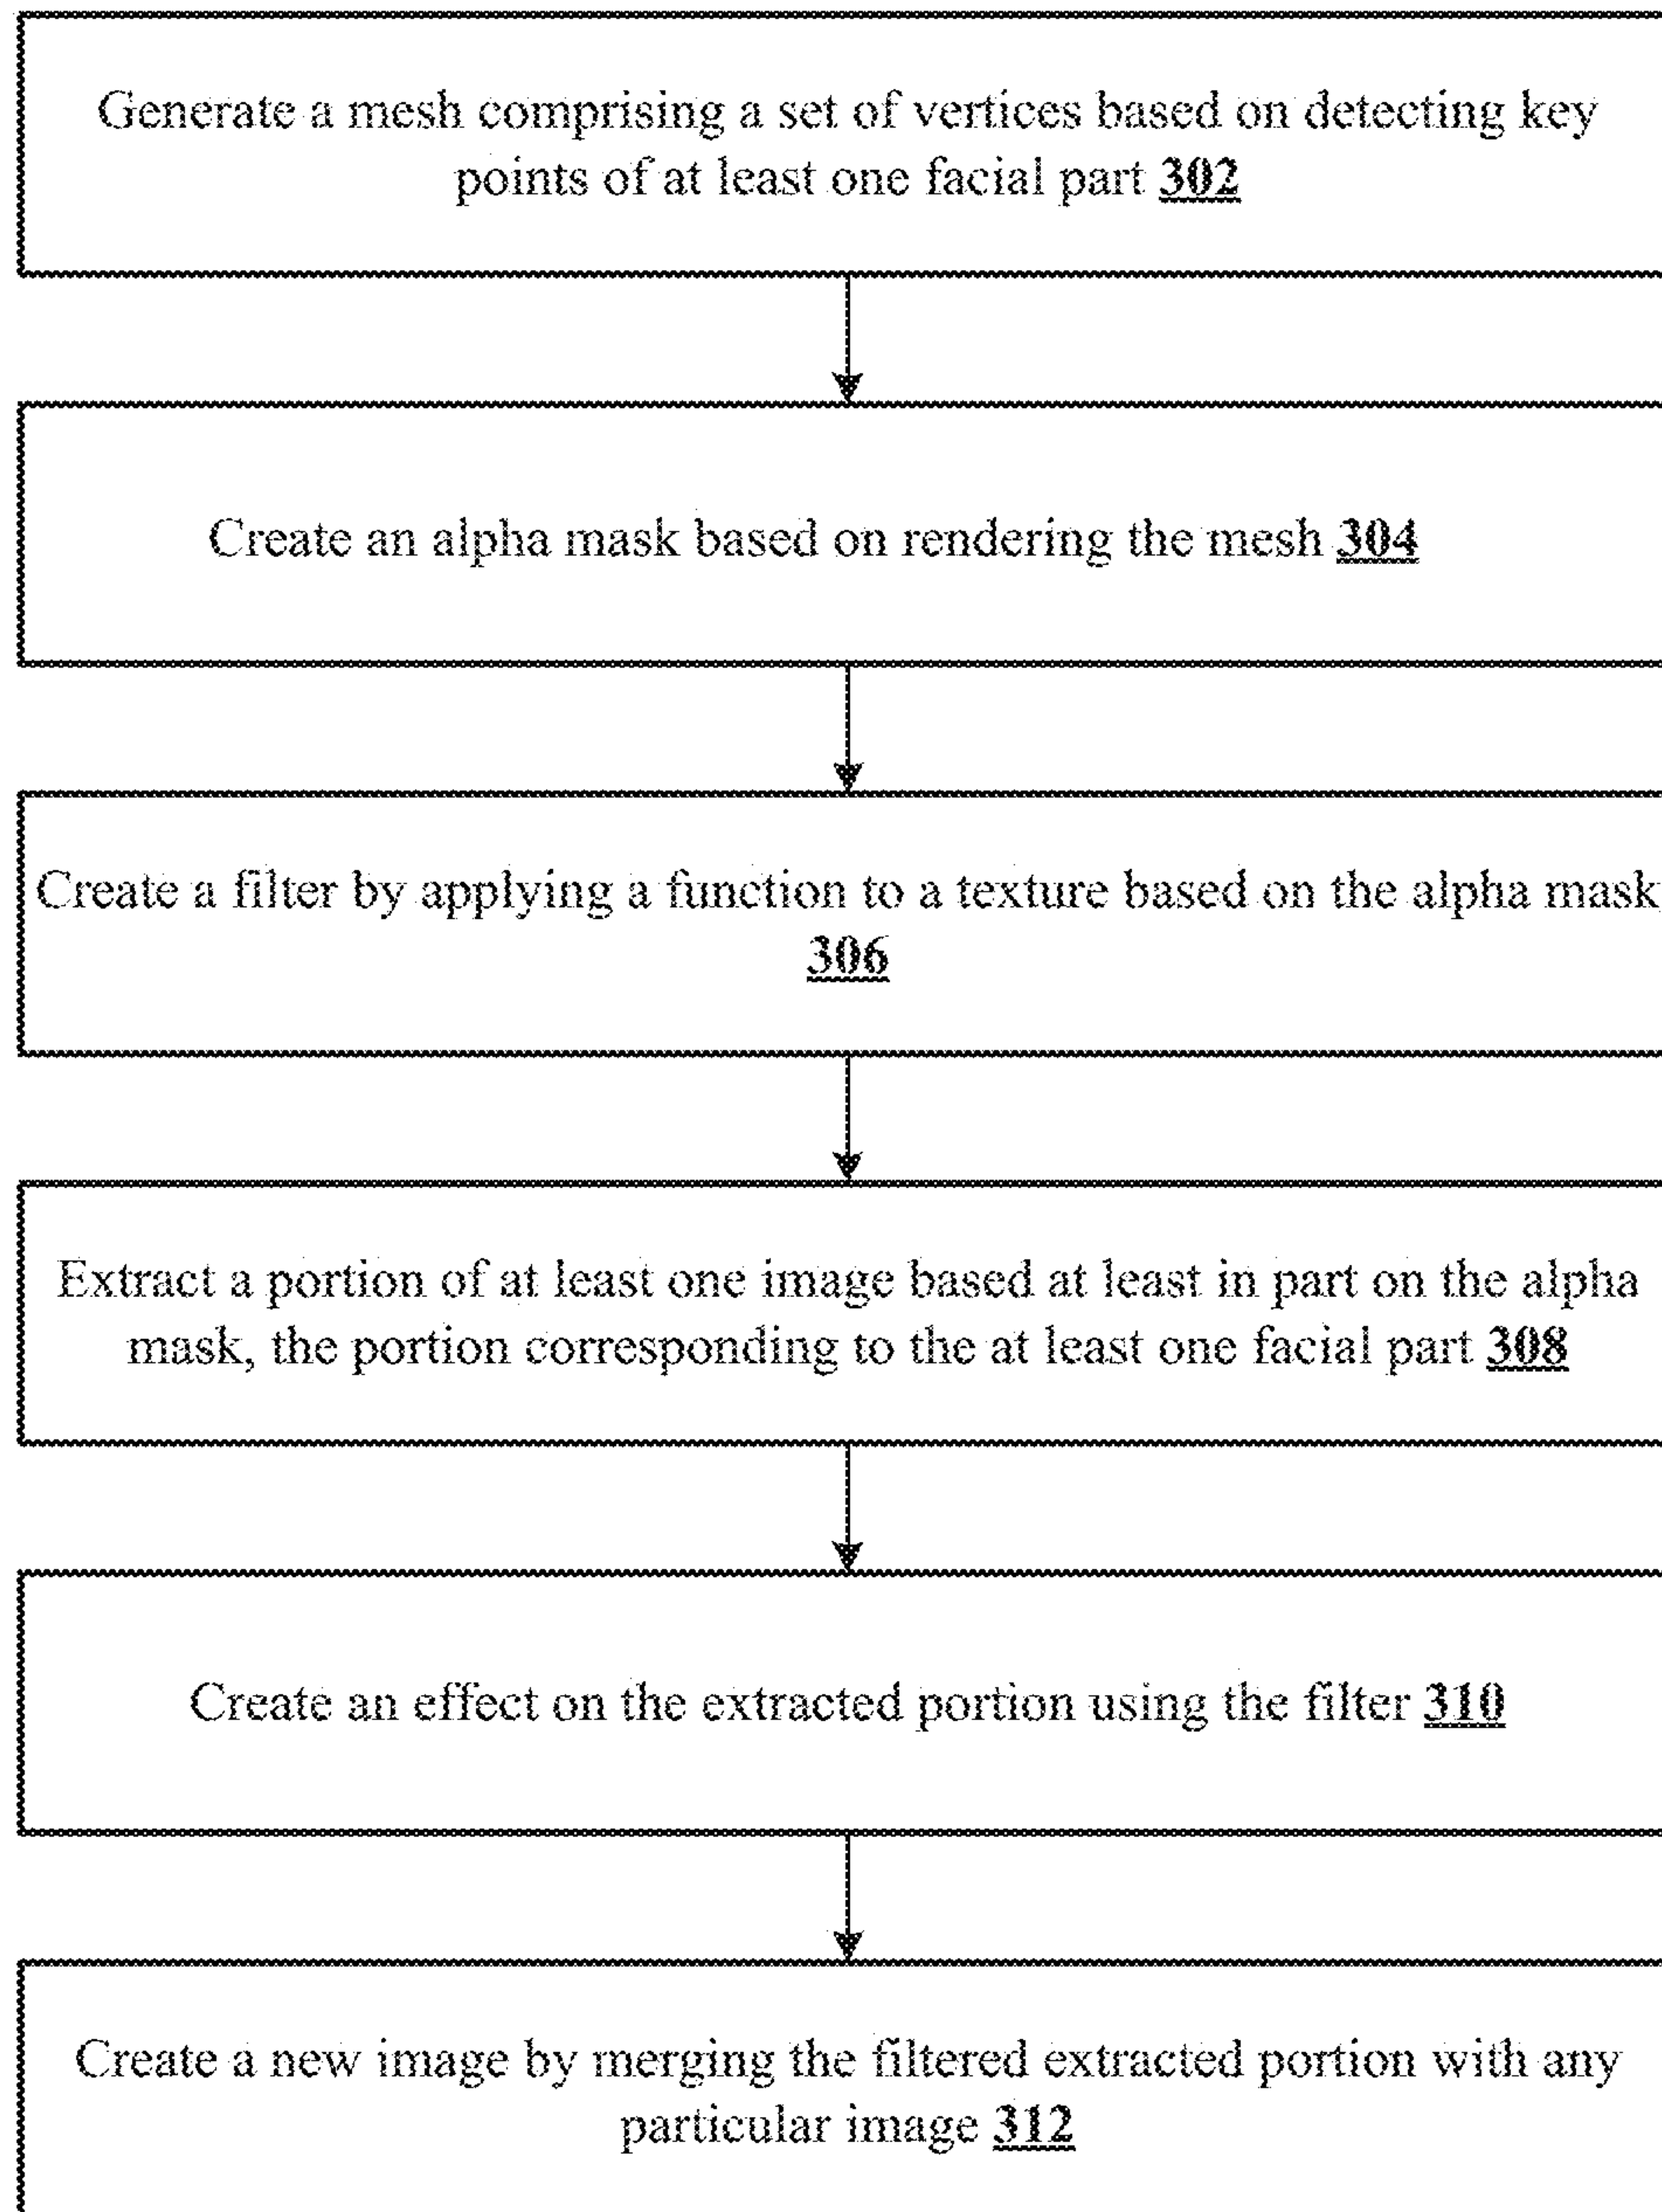 Generate a mesh comprising a set of vertices based on detecting key
points of at least one facial part 302
Create an alpha mask based on rendering the mesh 304
Create a filter by applying a function to a texture based on the alpha mask
306
Extract a portion of at least one image based at least in part on the alpha
mask, the portion corresponding to the at least one facial part 308
Create an effect on the extracted portion using the filter 310
Create a new image by merging the filtered extracted portion with any
particular image 312